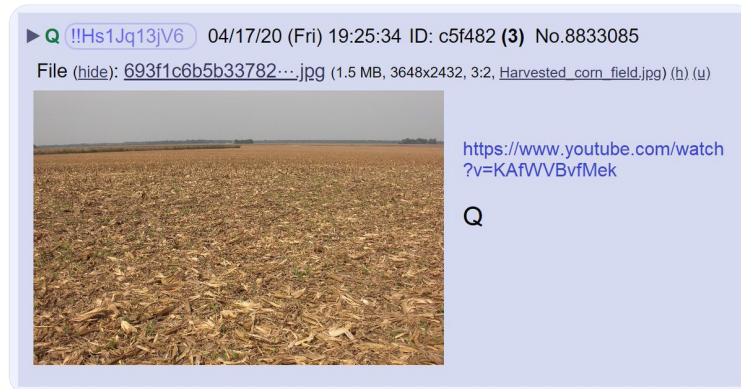 ▶ Q !!Hs1Jq13jV6 04/17/20 (Fri) 19:25:34 ID: c5f482 (3) No.8833085
File (hide): 693f1c6b5b33782⋯.jpg (1.5 MB, 3648x2432, 3:2, Harvested_corn_field.jpg) (h) (u)
https://www.youtube.com/watch
?v=KAfWVBvfMek
Q